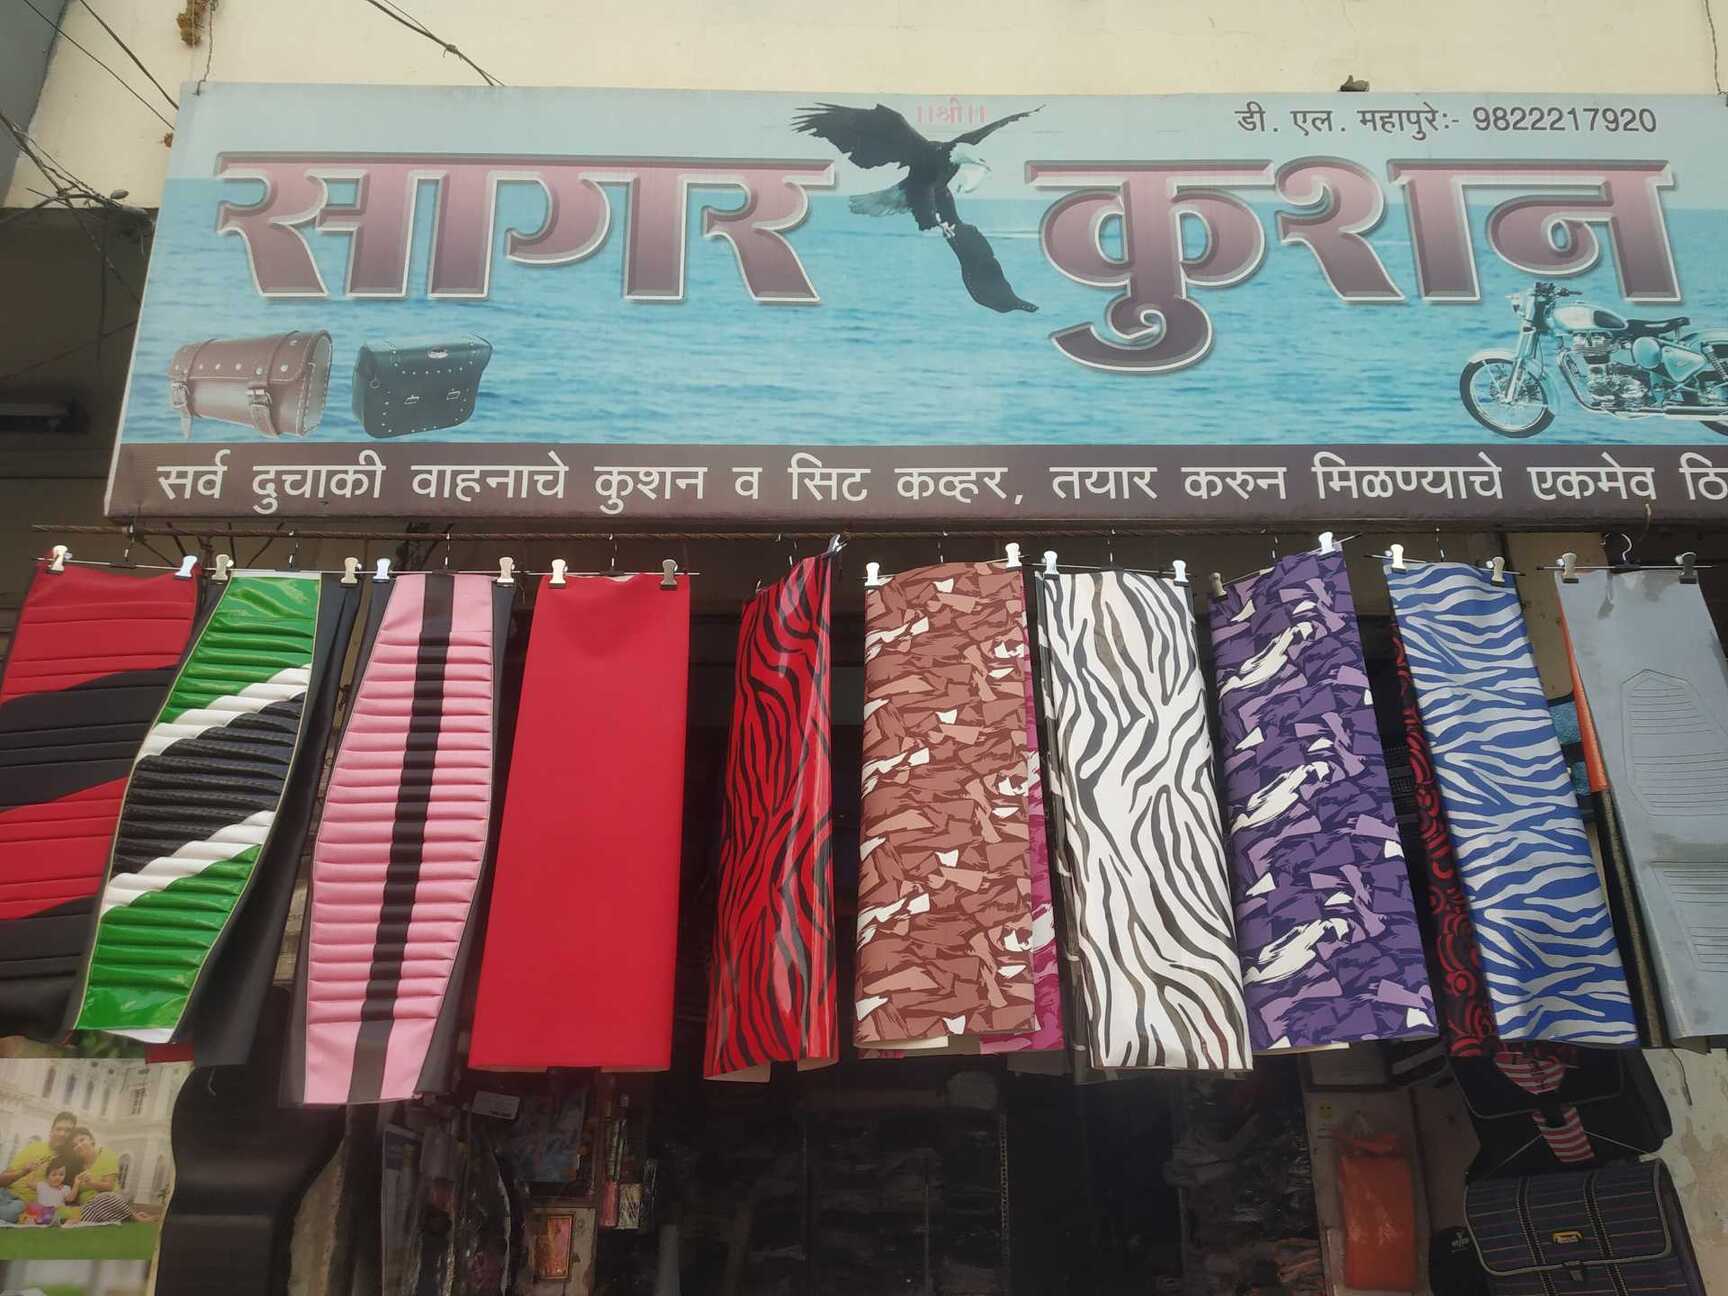 ।।श्री।।
डी. एल. महापुरे:- 9822217920
सागर कुशन
सर्व दुचाकी वाहनाचे कुशन व सिट कव्हर, तयार करुन मिळण्याचे एकमेव